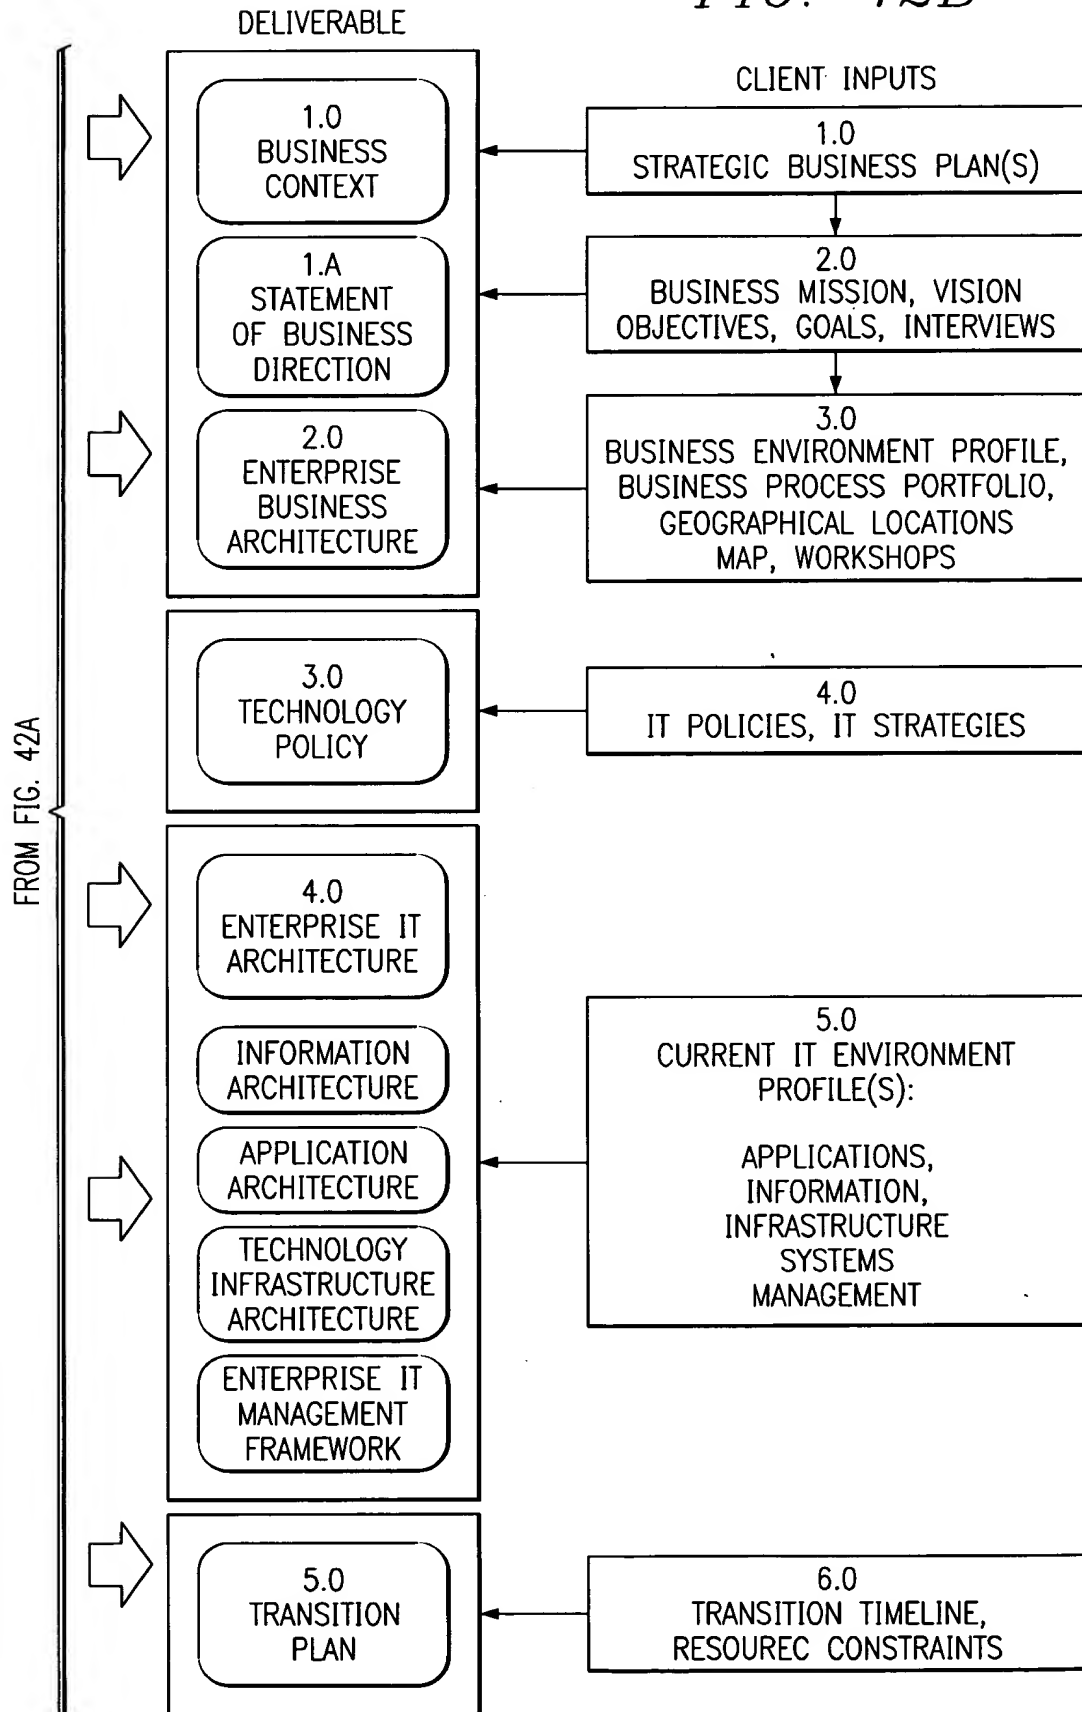 FIG. 42B
DELIVERABLE
1.0
BUSINESS
CONTEXT
1.A
STATEMENT
OF BUSINESS
DIRECTION
2.0
ENTERPRISE
BUSINESS
ARCHITECTURE
3.0
TECHNOLOGY
POLICY
4.0
ENTERPRISE IT
ARCHITECTURE
INFORMATION
ARCHITECTURE
APPLICATION
ARCHITECTURE
TECHNOLOGY
INFRASTRUCTURE
ARCHITECTURE
ENTERPRISE IT
MANAGEMENT
FRAMEWORK
5.0
TRANSITION
PLAN
CLIENT INPUTS
1.0
STRATEGIC BUSINESS PLAN(S)
2.0
BUSINESS MISSION, VISION
OBJECTIVES, GOALS, INTERVIEWS
3.0
BUSINESS ENVIRONMENT PROFILE,
BUSINESS PROCESS PORTFOLIO,
GEOGRAPHICAL LOCATIONS
MAP, WORKSHOPS
4.0
IT POLICIES, IT STRATEGIES
5.0
CURRENT IT ENVIRONMENT
PROFILE(S):
APPLICATIONS,
INFORMATION,
INFRASTRUCTURE
SYSTEMS
MANAGEMENT
6.0
TRANSITION TIMELINE,
RESOUREC CONSTRAINTS
FROM FIG. 42A